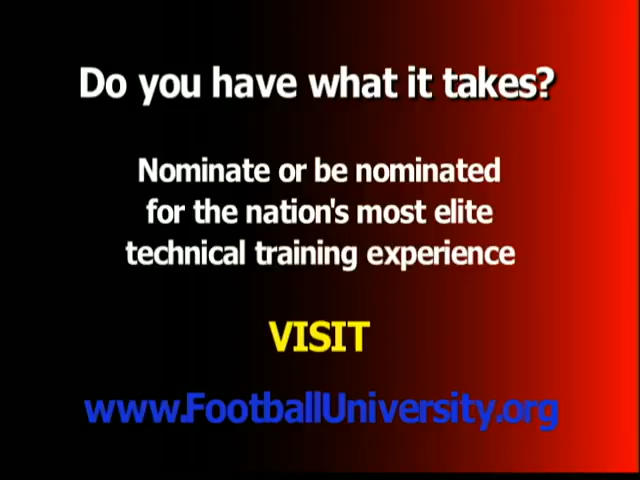 Do you have what it takes?
Nominate or be nominated
for the nation's most elite
technical training experience
VISIT
www.FootballUniversity.org